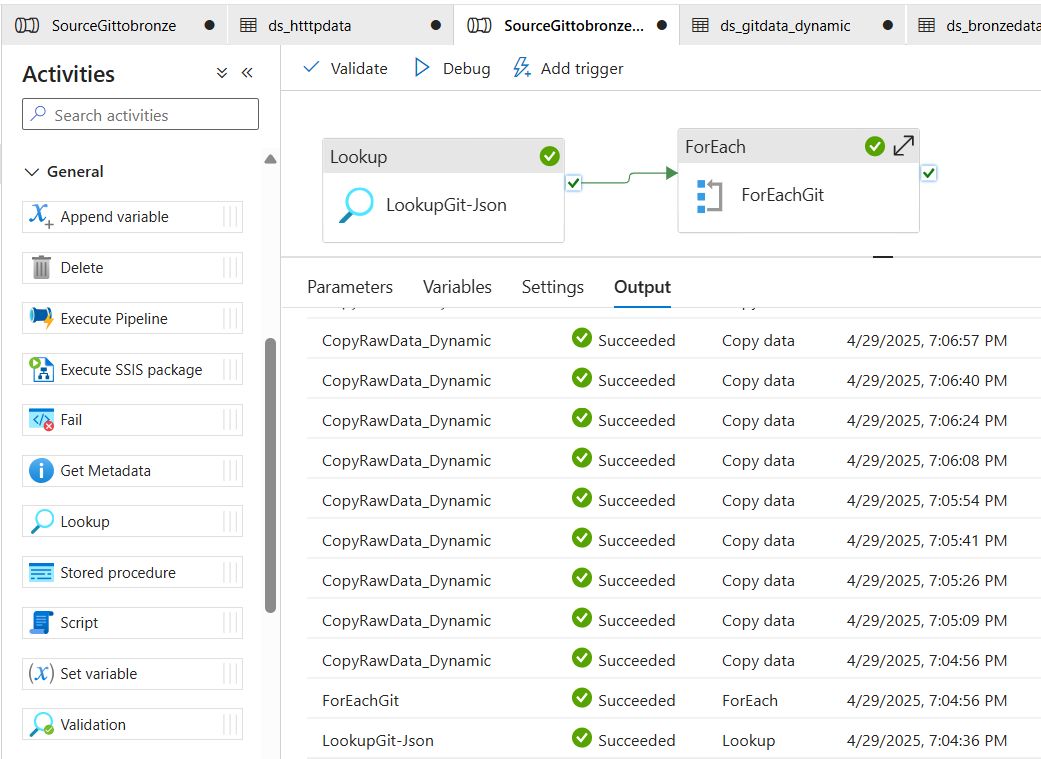 SourceGittobronze
ds_htttpdata
SourceGittobronze...
ds_gitdata_dynamic
ds_bronzedata
Activities
Search activities
General
Append variable
Delete
Execute Pipeline
Execute SSIS package
Fail
Get Metadata
Lookup
Stored procedure
Script
Set variable
Validation
Validate
Debug
Add trigger
Lookup
LookupGit-Json
ForEach
ForEachGit
Parameters
Variables
Settings
Output
CopyRawData_Dynamic Succeeded Copy data 4/29/2025, 7:06:57 PM
CopyRawData_Dynamic Succeeded Copy data 4/29/2025, 7:06:40 PM
CopyRawData_Dynamic Succeeded Copy data 4/29/2025, 7:06:24 PM
CopyRawData_Dynamic Succeeded Copy data 4/29/2025, 7:06:08 PM
CopyRawData_Dynamic Succeeded Copy data 4/29/2025, 7:05:54 PM
CopyRawData_Dynamic Succeeded Copy data 4/29/2025, 7:05:41 PM
CopyRawData_Dynamic Succeeded Copy data 4/29/2025, 7:05:26 PM
CopyRawData_Dynamic Succeeded Copy data 4/29/2025, 7:05:09 PM
CopyRawData_Dynamic Succeeded Copy data 4/29/2025, 7:04:56 PM
ForEachGit Succeeded ForEach 4/29/2025, 7:04:56 PM
LookupGit-Json Succeeded Lookup 4/29/2025, 7:04:36 PM